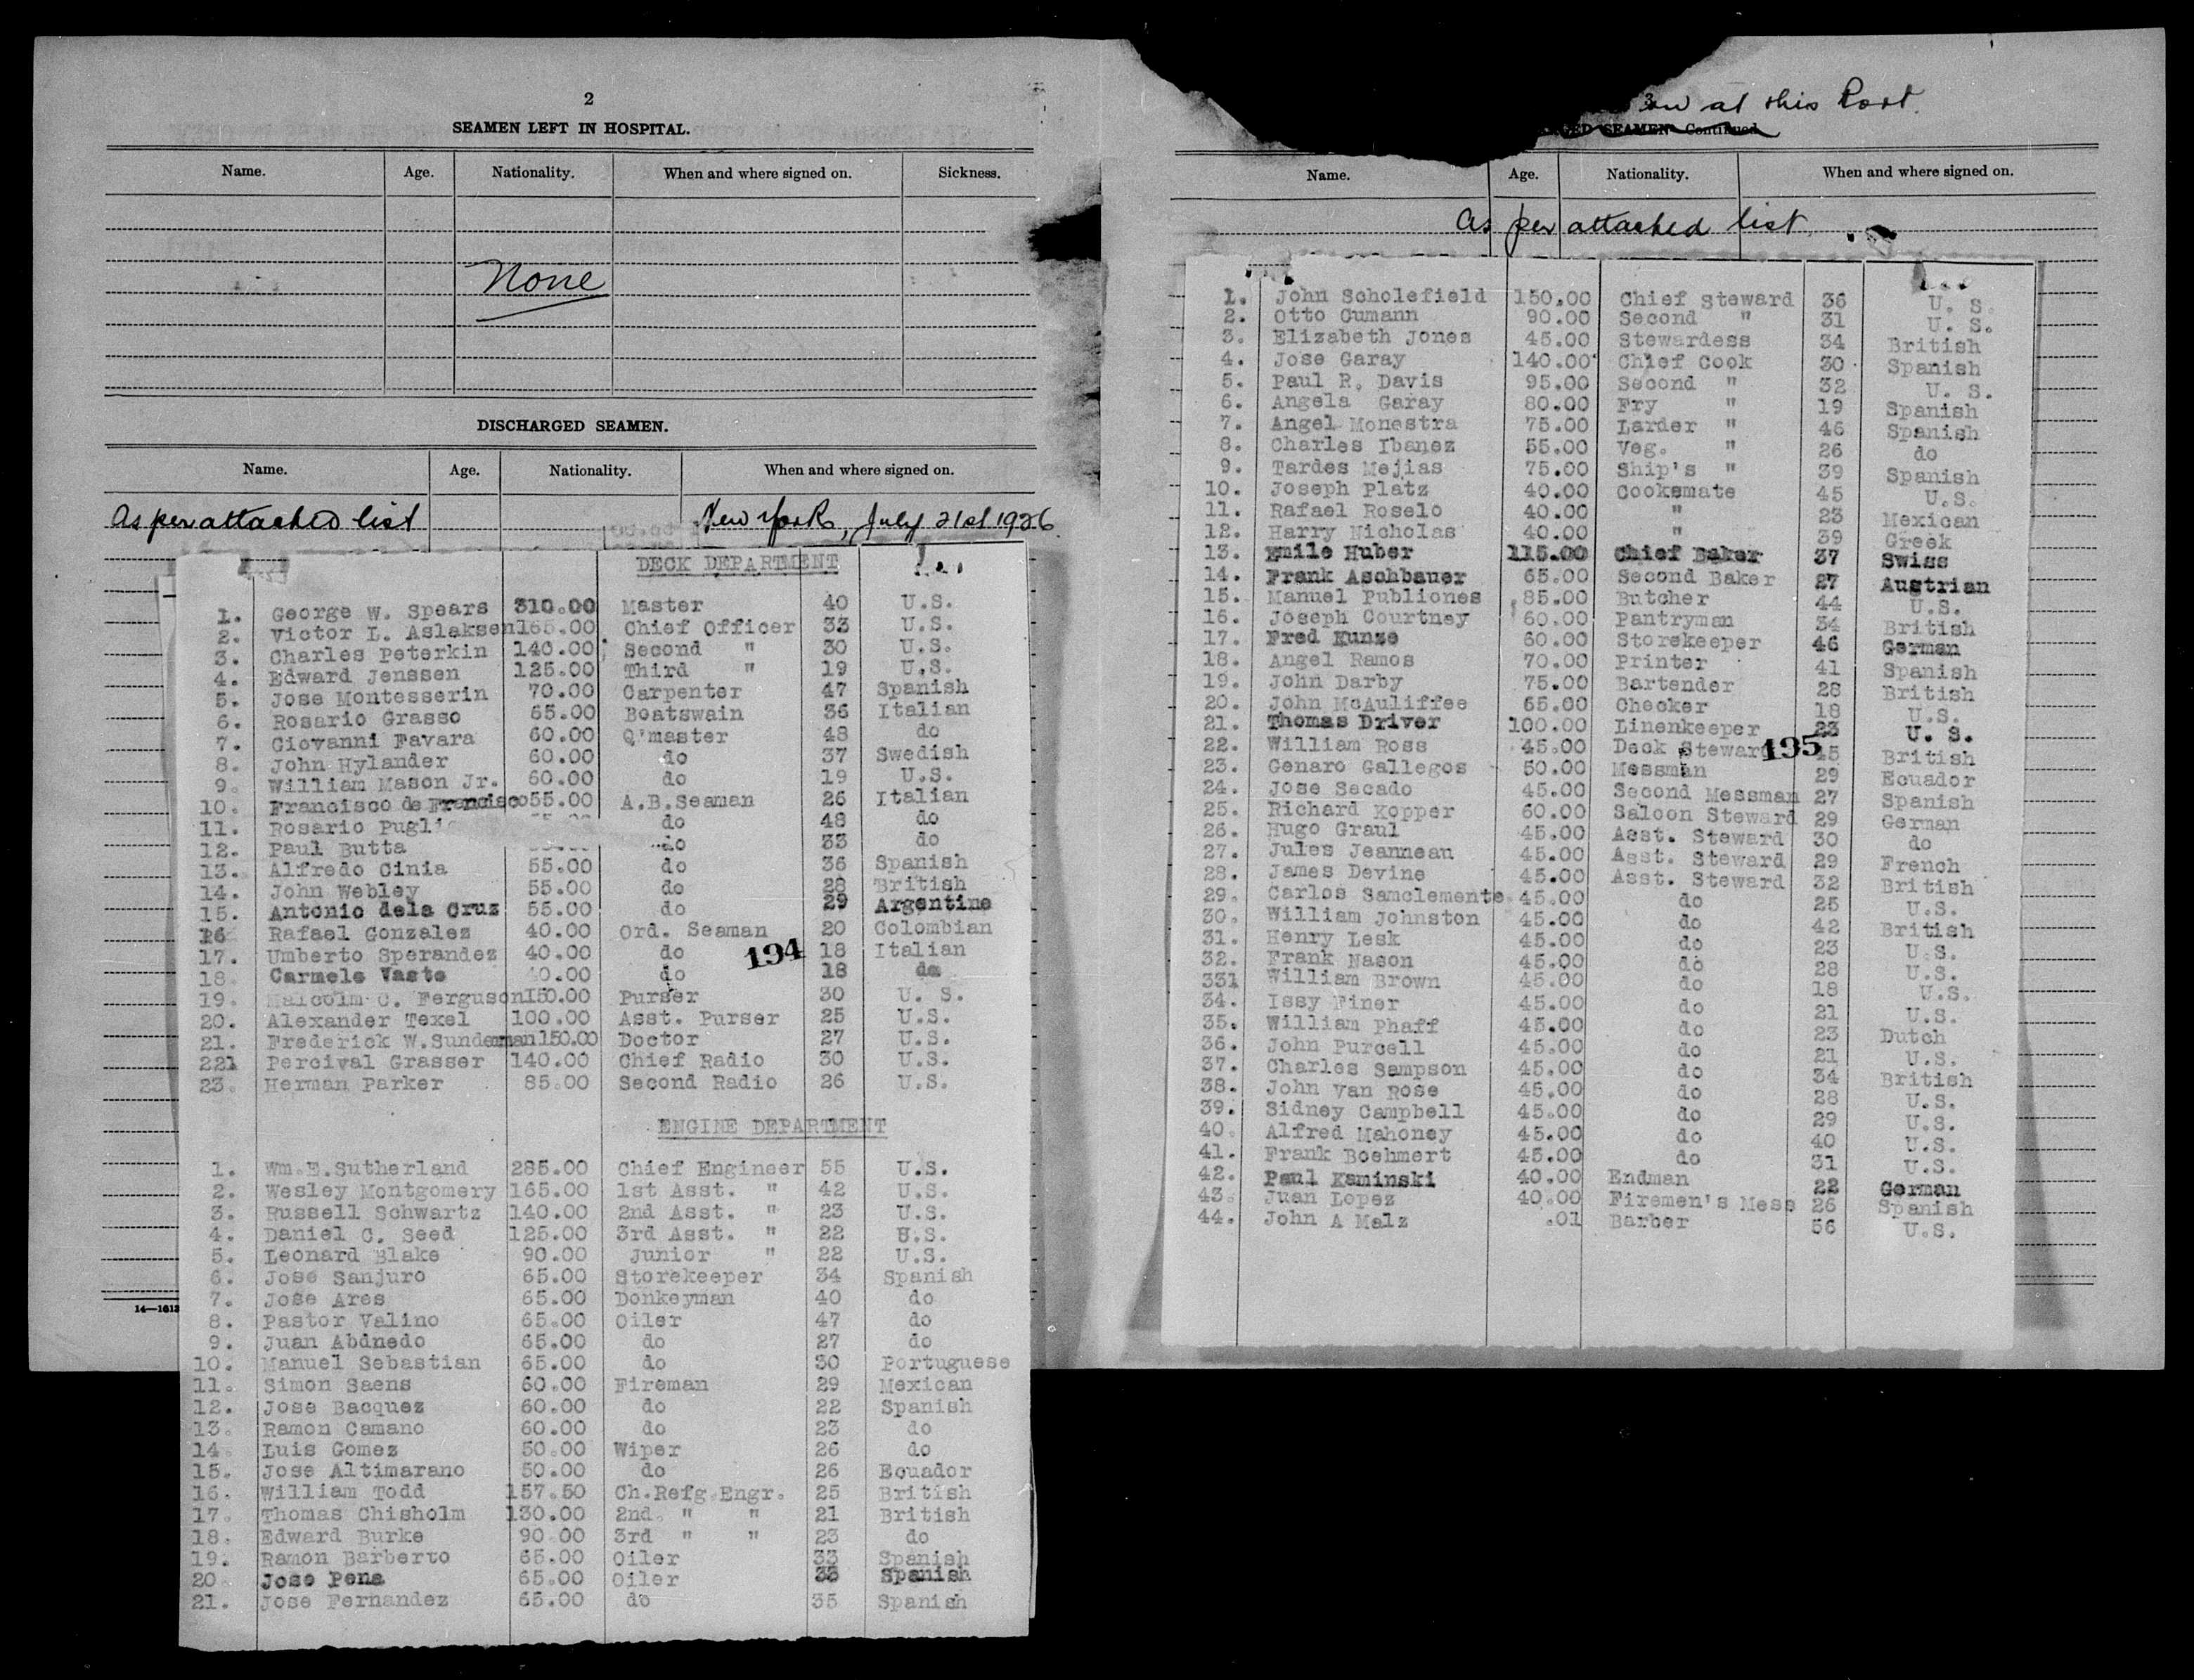 2
SEAMEN LEFT IN HOSPITAL.
Name. Age. Nationality. When and where signed on. Sickness.
None
DISCHARGED SEAMEN.
Name. Age. Nationality. When and where signed on.
As per attached list New York, July 21st 1926.
DECK DEPARTMENT
1. George W. Spears 310.00 Master 40 U.S.
2. Victor L. Aslaksen 165.00 Chief Officer 33 U.S.
3. Charles Peterkin 140.00 Second " 30 U.S.
4. Edward Jenssen 125.00 Third " 19 U.S.
5. Jose Montesserin 70.00 Carpenter 47 Spanish
6. Rosario Grasso 65.00 Boatswain 36 Italian
7. Giovanni Favara 60.00 Q'master 48 do
8. John Hylander 60.00 do 37 Swedish
9. William Mason Jr. 60.00 do 19 U.S.
10. Francisco de Francisco 55.00 A.B.Seaman 26 Italian
11. Rosario do 48 do
12. Paul Butta do 33 do
13. Alfredo Cinia 55.00 do 36 Spanish
14. John Webley 55.00 do 28 British
15. Antonio dela Cruz 55.00 do 29 Argentine
16 Rafael Gonzalez 40.00 Ord. Seaman 20 Colombian
17. Umberto Sperandez 40.00 do 18 Italian
194
18. Carmelo Vasto 40.00 do 18 do
19. Malcolm C. Ferguson 150.00 Purser 30 U. S.
20. Alexander Texel 100.00 Asst. Purser 25 U.S.
21. Frederick W.Sundeman 150.00 Doctor 27 U.S.
221 Percival Grasser 140.00 Chief Radio 30 U.S.
23. Herman Parker 85.00 Second Radio 26 U.S.
ENGINE DEPARTMENT
1. Wm.E.Sutherland 285.00 Chief Engineer 55 U.S.
2. Wesley Montgomery 165.00 1st Asst. " 42 U.S.
3. Russell Schwartz 140.00 2nd Asst. " 23 U.S.
4. Daniel C. Seed 125.00 3rd Asst. " 22 U.S.
5. Leonard Blake 90.00 Junior " 22 U.S.
6. Jose Sanjuro 65.00 Storekeeper 34 Spanish
7. Jose Ares 65.00 Donkeyman 40 do
8. Pastor Valino 65.00 Oiler 47 do
9. Juan Abdnedo 65.00 do 27 do
10. Manuel Sebastian 65.00 do 30 Portuguese
11. Simon Saens 60.00 Fireman 29 Mexican
12. Jose Bacquez 60.00 do 22 Spanish
13. Ramon Camano 60.00 do 23 do
14. Luis Gomez 50.00 Wiper 26 do
15. Jose Altimarano 50.00 do 26 Ecuador
16. William Todd 157.50 Ch.Refg.Engr. 25 British
17. Thomas Chisholm 130.00 2nd. " " 21 British
18. Edward Burke 90.00 3rd " " 23 do
19. Ramon Barberto 65.00 Oiler 33 Spanish
20. Jose Pena 65.00 Oiler 33 Spanish
21. Jose Fernandez 65.00 do 35 Spanish
14—1613
3
on at this Port.
SEAMEN Continued
Name. Age. Nationality. When and where signed on.
As per attached list.
1. John Scholefield 150.00 Chief Steward 36 U. S.
2. Otto Gumann 90.00 Second " 31 U. S.
3. Elizabeth Jones 45.00 Stewardess 34 British
4. Jose Garay 140.00 Chief Cook 30 Spanish
5. Paul R. Davis 95.00 Second " 32 U. S.
6. Angela Garay 80.00 Fry " 19 Spanish
7. Angel Monestra 75.00 Larder " 46 Spanish
8. Charles Ibanez 55.00 Veg. " 26 do
9. Tardes Mejias 75.00 Ship's " 39 Spanish
10. Joseph Platz 40.00 Cooksmate 45 U.S.
11. Rafael Roselo 40.00 " 23 Mexican
12. Harry Nicholas 40.00 " 39 Greek
13. Emile Huber 115.00 Chief Baker 37 Swiss
14. Frank Aschbauer 65.00 Second Baker 27 Austrian
15. Manuel Publiones 85.00 Butcher 44 U.S.
16. Joseph Courtney 60.00 Pantryman 34 British
17. Fred Kunze 60.00 Storekeeper 46 German
18. Angel Ramos 70.00 Printer 41 Spanish
19. John Darby 75.00 Bartender 28 British
20. John McAuliffee 65.00 Checker 18 U.S.
21. Thomas Driver 100.00 Linenkeeper 23 U. S.
22. William Ross 45.00 Deck Steward 45 British
195
23. Genaro Gallegos 50.00 Messman 29 Ecuador
24. Jose Secado 45.00 Second Messman 27 Spanish
25. Richard Kopper 60.00 Saloon Steward 29 German
26. Hugo Graul 45.00 Asst. Steward 30 do
27. Jules Jeanneau 45.00 Asst. Steward 29 French
28. James Devine 45.00 Asst. Steward 32 British
29. Carlos Samclemente 45.00 do 25 U.S.
30. William Johnston 45.00 do 42 British
31. Henry Lesk 45.00 do 23 U.S.
32. Frank Nason 45.00 do 28 U.S.
331 William Brown 45.00 do 18 U.S.
34. Issy Finer 45.00 do 21 U.S.
35. William Phaff 45.00 do 23 Dutch
36. John Purcell 45.00 do 21 U.S.
37. Charles Sampson 45.00 do 34 British
38. John Van Rose 45.00 do 28 U.S.
39. Sidney Campbell 45.00 do 29 U.S.
40. Alfred Mahoney 45.00 do 40 U.S.
41. Frank Boehmert 45.00 do 31 U.S.
42. Paul Kaminski 40.00 Endman 22 German
43. Juan Lopez 40.00 Firemen's Mess 26 Spanish
44. John A Malz .01 Barber 56 U.S.